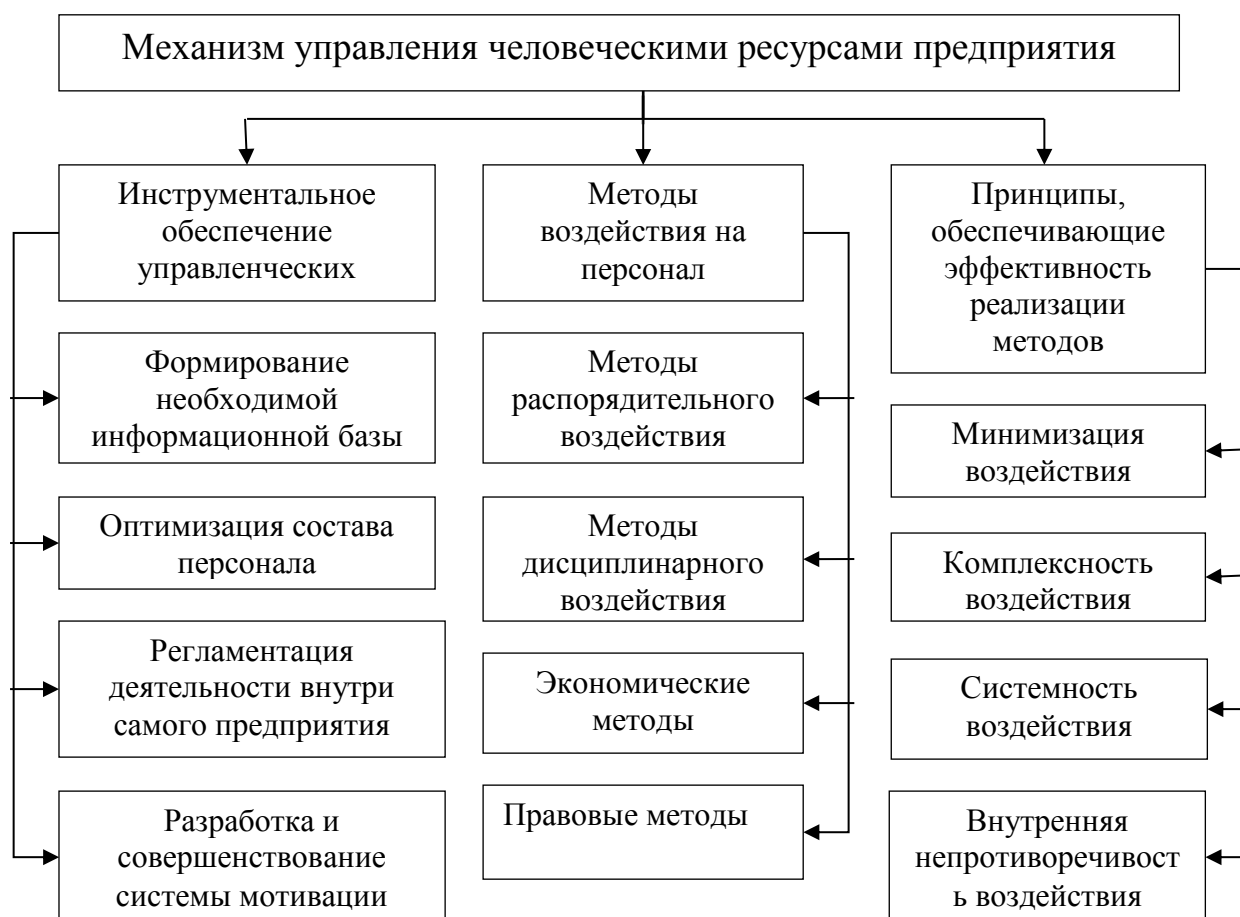 Механизм управления человеческими ресурсами предприятия
Инструментальное
обеспечение
управленческих
Формирование
необходимой
информационной базы
Оптимизация состава
персонала
Регламентация
деятельности внутри
самого предприятия
Разработка и
совершенствование
системы мотивации
Методы
воздействия на
персонал
Методы
распорядительного
воздействия
Методы
дисциплинарного
воздействия
Экономические
методы
Правовые методы
Принципы,
обеспечивающие
эффективность
реализации
методов
Минимизация
воздействия
Комплексность
воздействия
Системность
воздействия
Внутренняя
непротиворечивост
ь воздействия